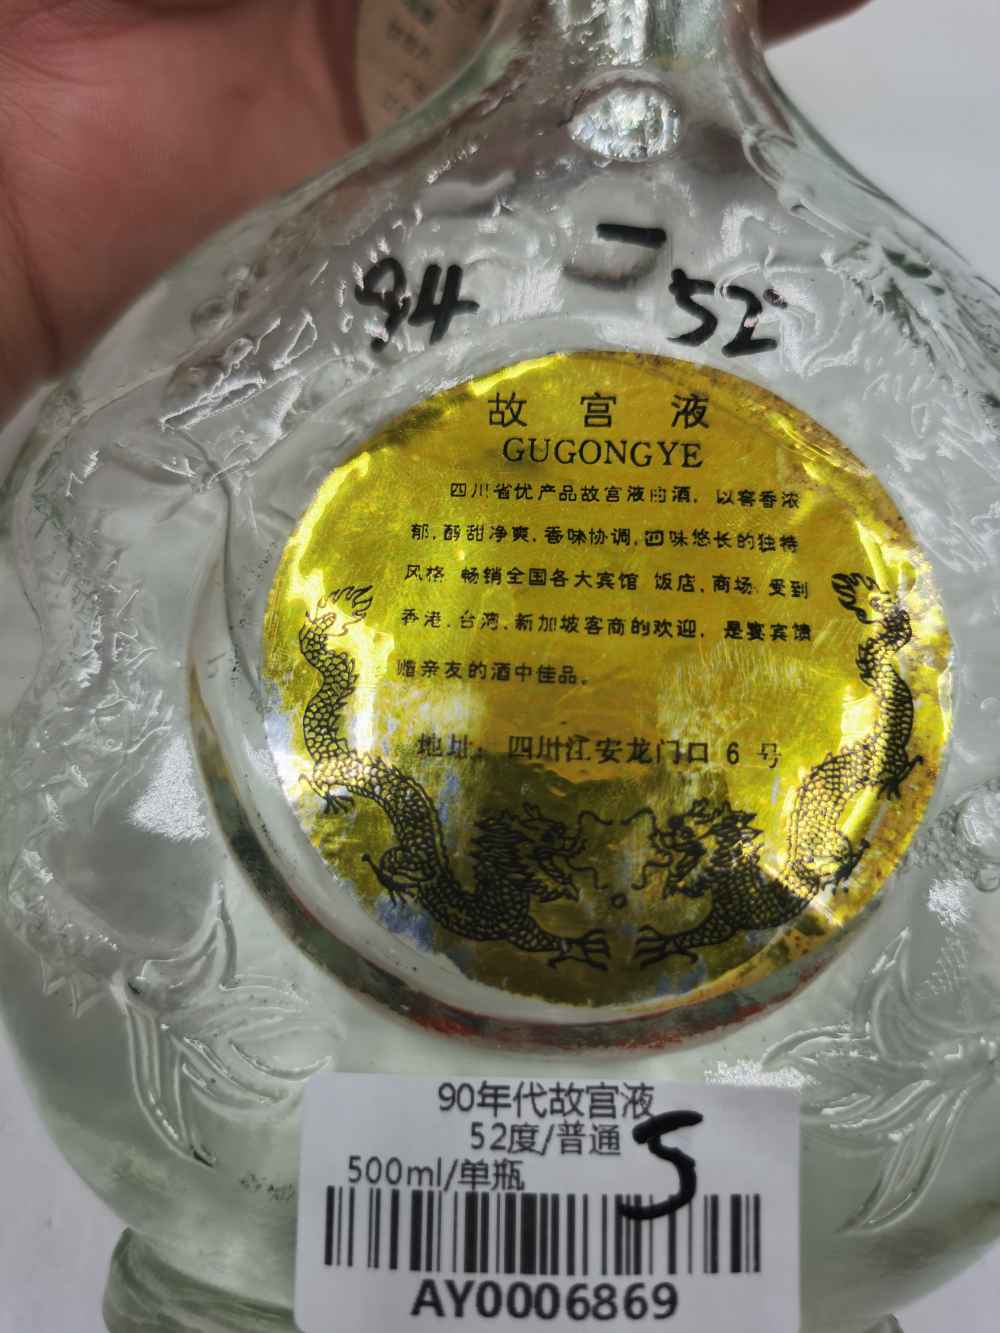 一
94 52
故宫液
GUGONGYE
四川省优产品故宫液的酒，以窖香浓
郁，醇甜净爽，香味协调，回味悠长的独特
风格 畅销全国各大宾馆 饭店，商场，受到
香港，台湾，新加坡客商的欢迎，是宴宾馈
赠亲友的酒中佳品。
地址：四川江安龙门口 6 号
90年代故宫液
52度/普通
5
500ml/单瓶
AY0006869